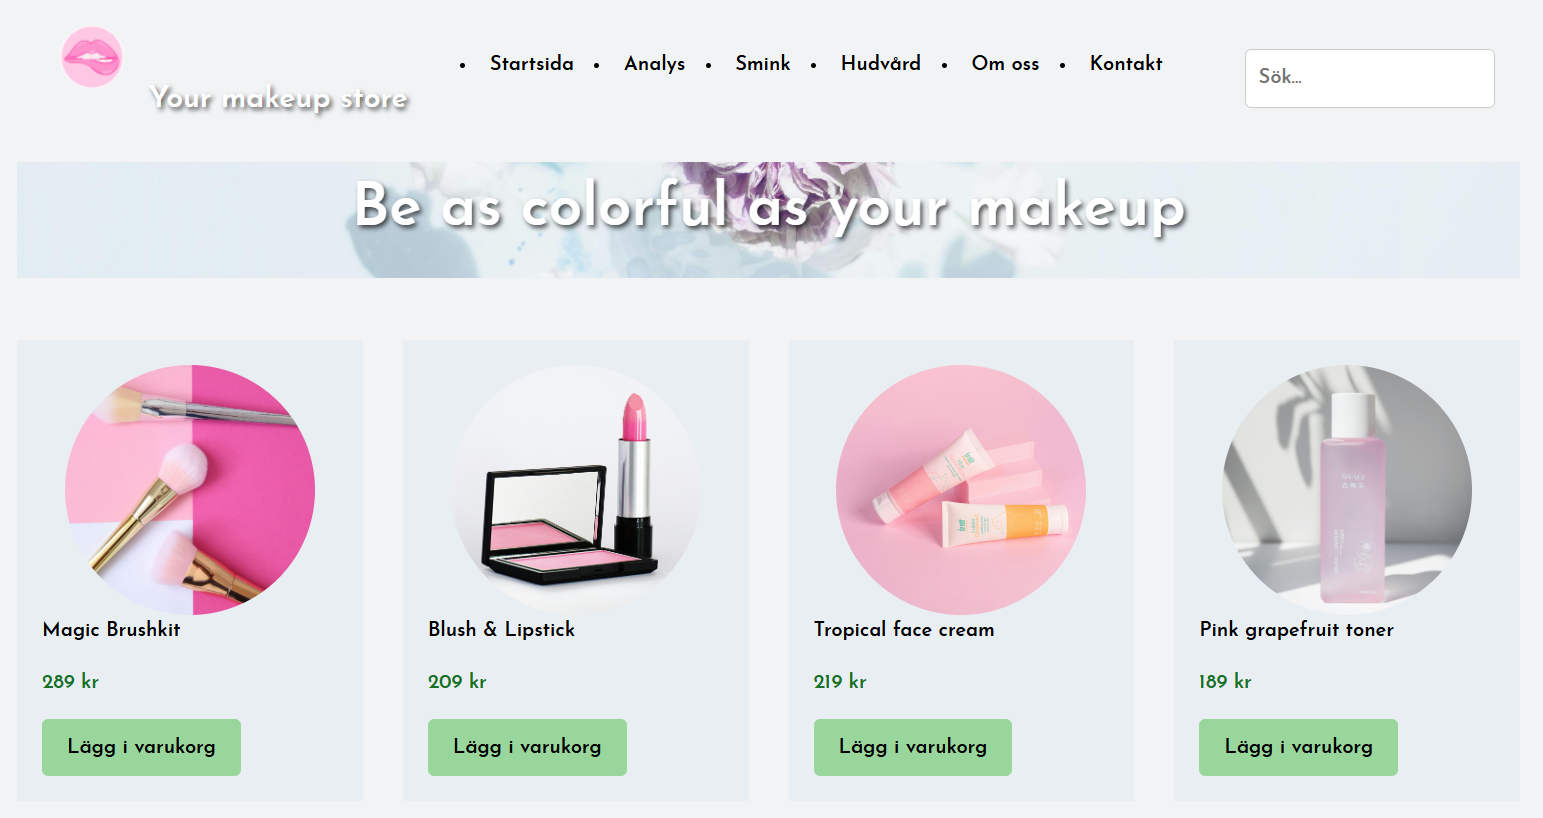 Your makeup store
• Startsida • Analys • Smink • Hudvård • Om oss • Kontakt
Sök...
Be as colorful as your makeup
Magic Brushkit
289 kr
Lägg i varukorg
Blush & Lipstick
209 kr
Lägg i varukorg
Tropical face cream
219 kr
Lägg i varukorg
Pink grapefruit toner
189 kr
Lägg i varukorg